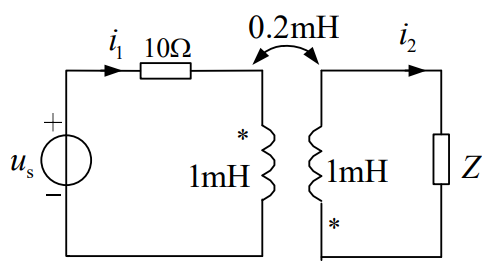 0.2mH
i₁ 10Ω i₂
+
*
uₛ 1mH 1mH Z
−
*